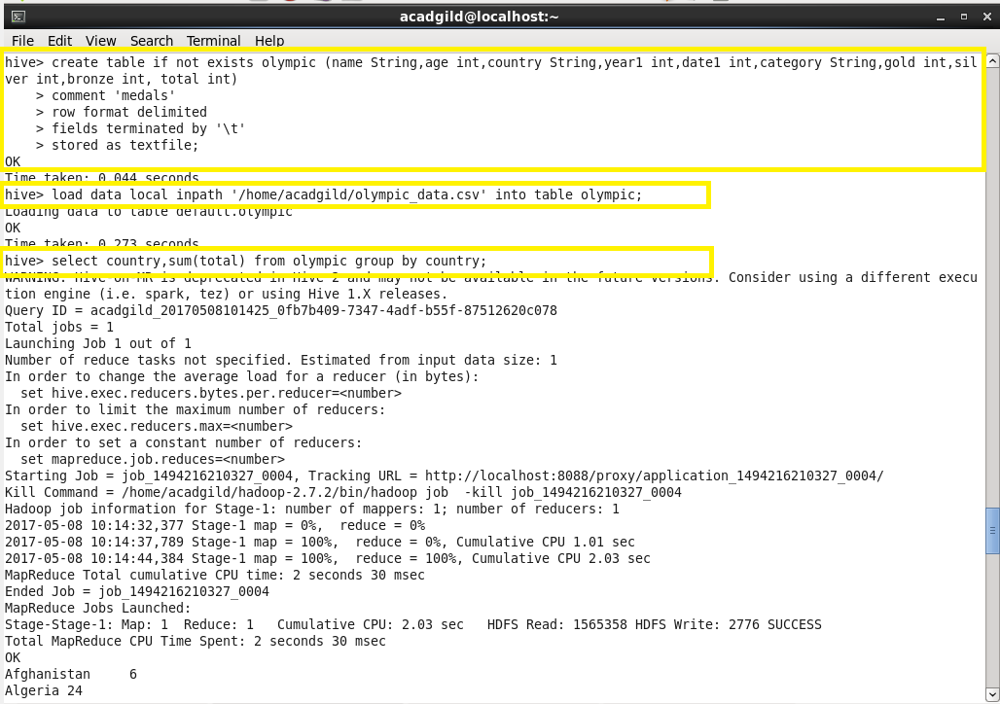 acadgild@localhost:~
File Edit View Search Terminal Help
hive> create table if not exists olympic (name String,age int,country String,year1 int,date1 int,category String,gold int,sil
ver int,bronze int, total int)
    > comment 'medals'
    > row format delimited
    > fields terminated by '\t'
    > stored as textfile;
OK
Time taken: 0.044 seconds
hive> load data local inpath '/home/acadgild/olympic_data.csv' into table olympic;
Loading data to table default.olympic
OK
Time taken: 0.273 seconds
hive> select country,sum(total) from olympic group by country;
WARNING: Hive-on-MR is deprecated in Hive 2 and may not be available in the future versions. Consider using a different execu
tion engine (i.e. spark, tez) or using Hive 1.X releases.
Query ID = acadgild_20170508101425_0fb7b409-7347-4adf-b55f-87512620c078
Total jobs = 1
Launching Job 1 out of 1
Number of reduce tasks not specified. Estimated from input data size: 1
In order to change the average load for a reducer (in bytes):
  set hive.exec.reducers.bytes.per.reducer=<number>
In order to limit the maximum number of reducers:
  set hive.exec.reducers.max=<number>
In order to set a constant number of reducers:
  set mapreduce.job.reduces=<number>
Starting Job = job_1494216210327_0004, Tracking URL = http://localhost:8088/proxy/application_1494216210327_0004/
Kill Command = /home/acadgild/hadoop-2.7.2/bin/hadoop job  -kill job_1494216210327_0004
Hadoop job information for Stage-1: number of mappers: 1; number of reducers: 1
2017-05-08 10:14:32,377 Stage-1 map = 0%,  reduce = 0%
2017-05-08 10:14:37,789 Stage-1 map = 100%,  reduce = 0%, Cumulative CPU 1.01 sec
2017-05-08 10:14:44,384 Stage-1 map = 100%,  reduce = 100%, Cumulative CPU 2.03 sec
MapReduce Total cumulative CPU time: 2 seconds 30 msec
Ended Job = job_1494216210327_0004
MapReduce Jobs Launched:
Stage-Stage-1: Map: 1  Reduce: 1   Cumulative CPU: 2.03 sec   HDFS Read: 1565358 HDFS Write: 2776 SUCCESS
Total MapReduce CPU Time Spent: 2 seconds 30 msec
OK
Afghanistan     6
Algeria 24